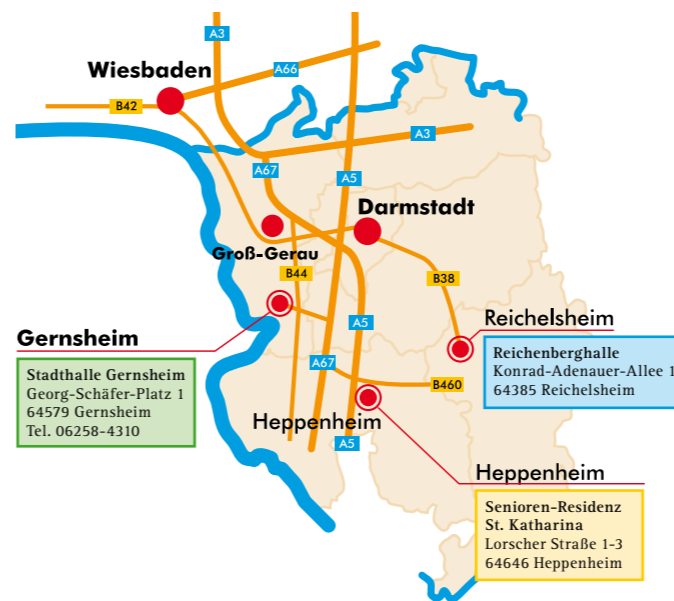 A3
Wiesbaden
A66
B42
A3
A67
A5
Darmstadt
Groß-Gerau
B44
B38
Gernsheim
A5
Reichelsheim
Stadthalle Gernsheim
Georg-Schäfer-Platz 1
64579 Gernsheim
Tel. 06258-4310
A67
Reichenberghalle
Konrad-Adenauer-Allee 1
64385 Reichelsheim
B460
Heppenheim
A5
Heppenheim
Senioren-Residenz
St. Katharina
Lorscher Straße 1-3
64646 Heppenheim